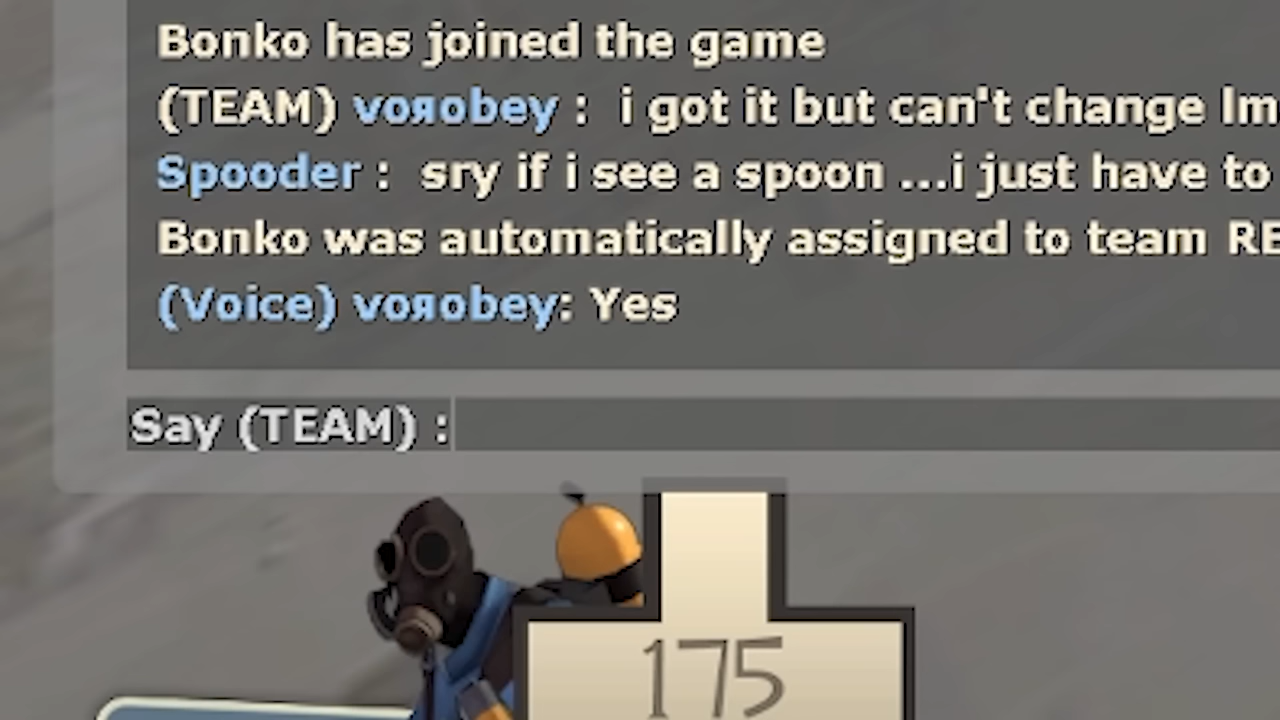 Bonko has joined the game
(TEAM) voяobey :  i got it but can't change lm
Spooder :  sry if i see a spoon ...i just have to
Bonko was automatically assigned to team RE
(Voice) voяobey: Yes
Say (TEAM) :
175